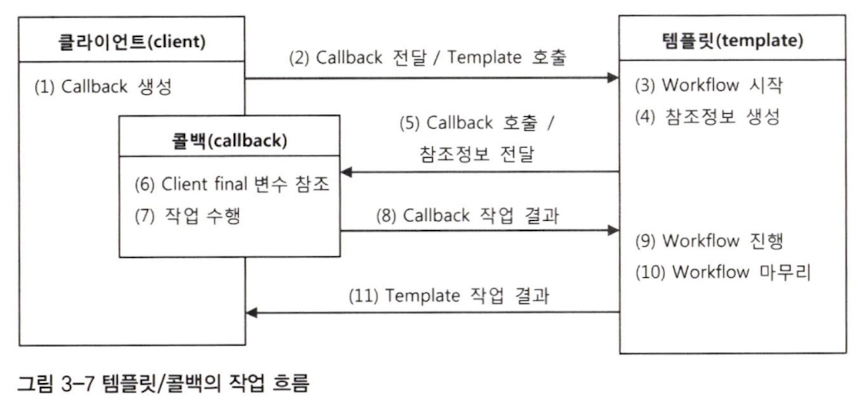 클라이언트(client)
(1) Callback 생성
(2) Callback 전달 / Template 호출
템플릿(template)
(3) Workflow 시작
(4) 참조정보 생성
(5) Callback 호출 /
참조정보 전달
콜백(callback)
(6) Client final 변수 참조
(7) 작업 수행
(8) Callback 작업 결과
(9) Workflow 진행
(10) Workflow 마무리
(11) Template 작업 결과
그림 3-7 템플릿/콜백의 작업 흐름